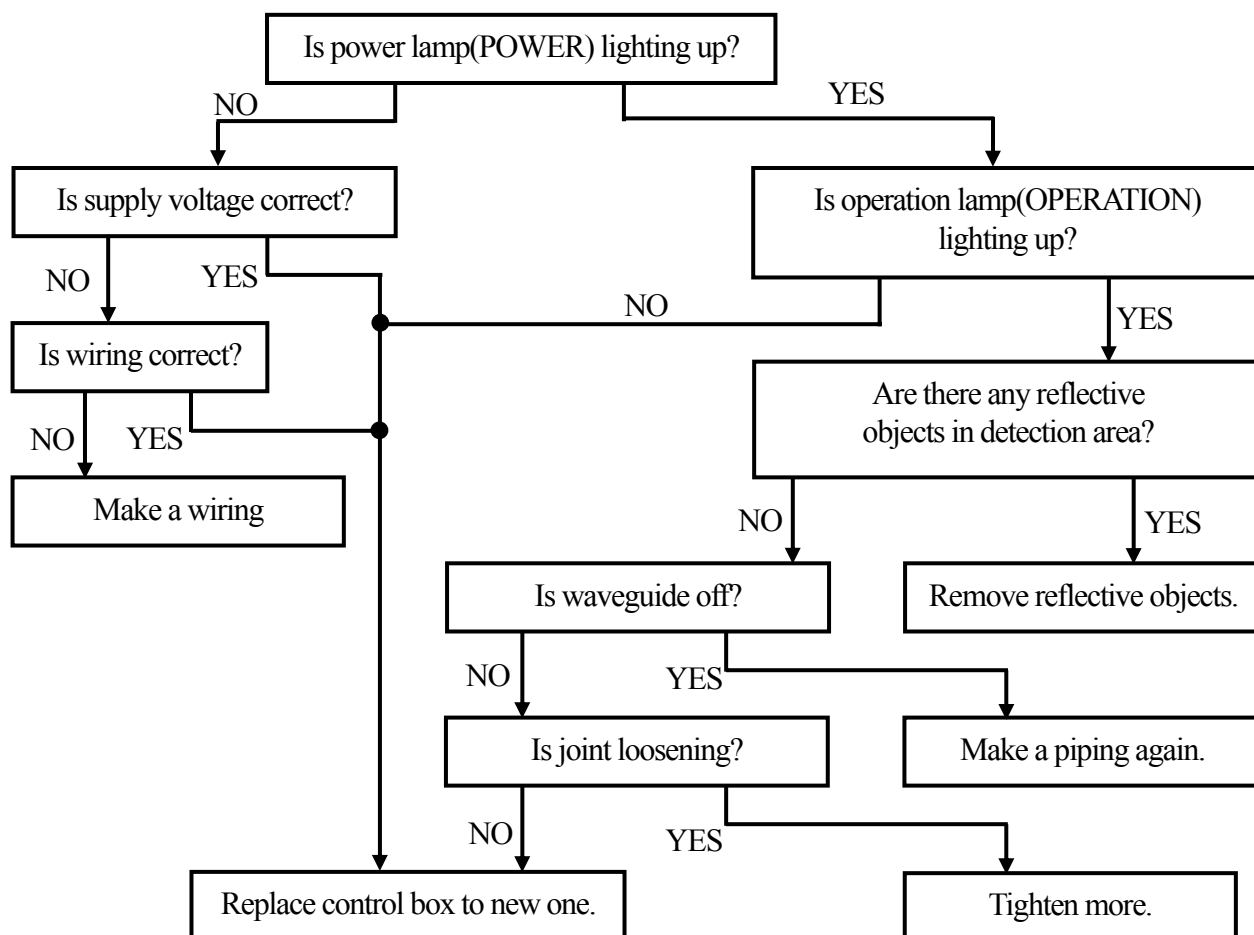 Is power lamp(POWER) lighting up?
NO
YES
Is supply voltage correct?
Is operation lamp(OPERATION)
lighting up?
NO
YES
NO
YES
Is wiring correct?
Are there any reflective
objects in detection area?
NO
YES
Make a wiring
NO
YES
Is waveguide off?
Remove reflective objects.
NO
YES
Is joint loosening?
Make a piping again.
NO
YES
Replace control box to new one.
Tighten more.